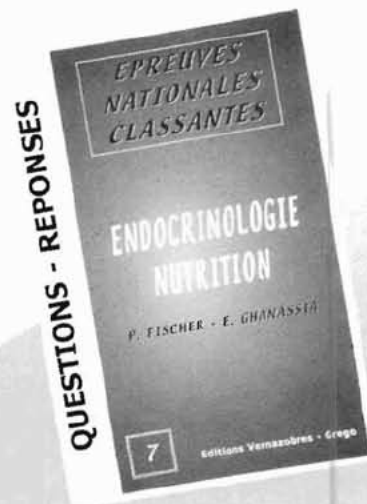 QUESTIONS - REPONSES
EPREUVES
NATIONALES
CLASSANTES
ENDOCRINOLOGIE
NUTRITION
P. FISCHER - E. GHANASSIA
7
Editions Vernazobres - Grego